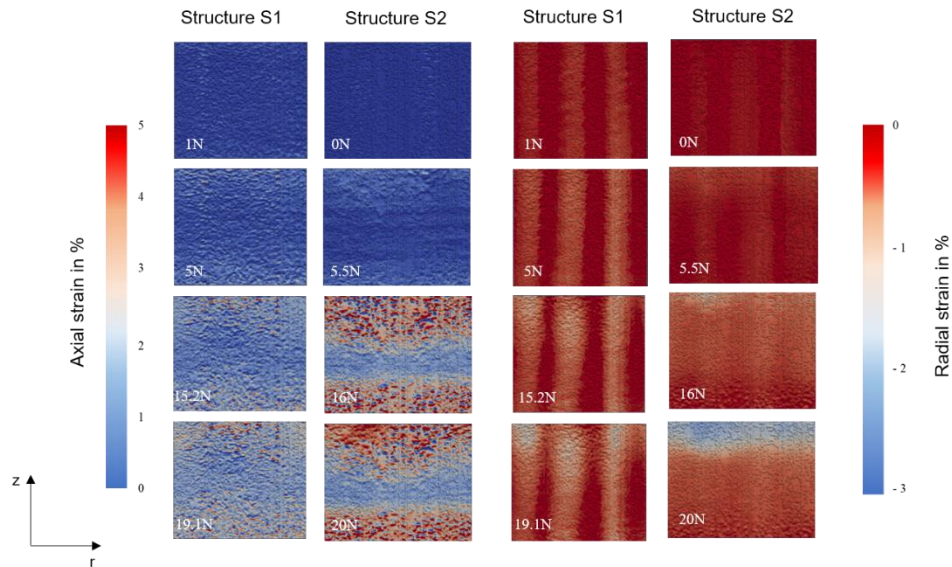 Structure S1 Structure S2 Structure S1 Structure S2
1N 0N 1N 0N
5N 5.5N 5N 5.5N
15.2N 16N 15.2N 16N
19.1N 20N 19.1N 20N
Axial strain in %
5
4
3
2
1
0
Radial strain in %
0
- 1
- 2
- 3
z
r